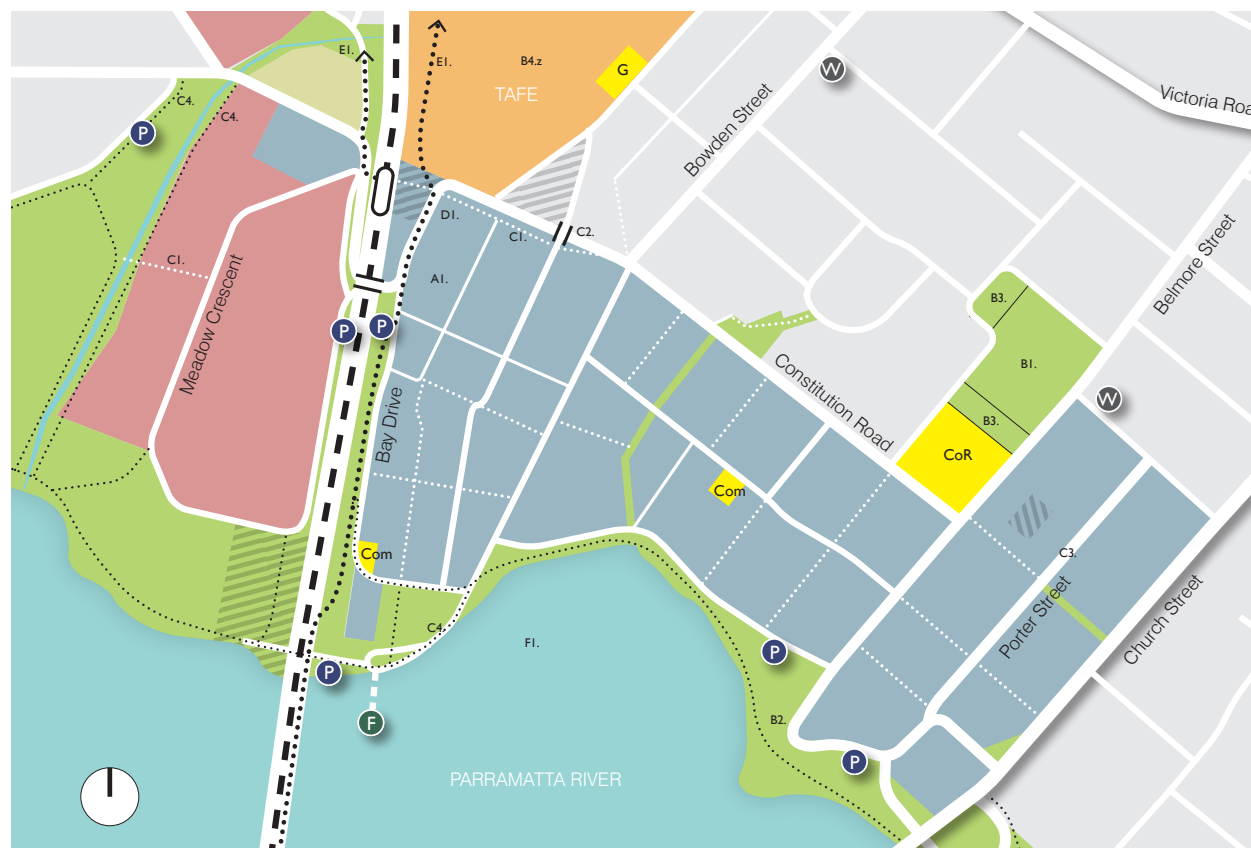 E1.
E1.
B4.z
G
TAFE
W
Victoria Roa
C4.
C4.
P
Bowden Street
D1.
C1.
C2.
C1.
A1.
Meadow Crescent
Belmore Street
B3.
B1.
B3.
P
P
Constitution Road
W
Bay Drive
CoR
Com
Com
C3.
Porter Street
Church Street
C4.
F1.
P
P
B2.
F
P
PARRAMATTA RIVER